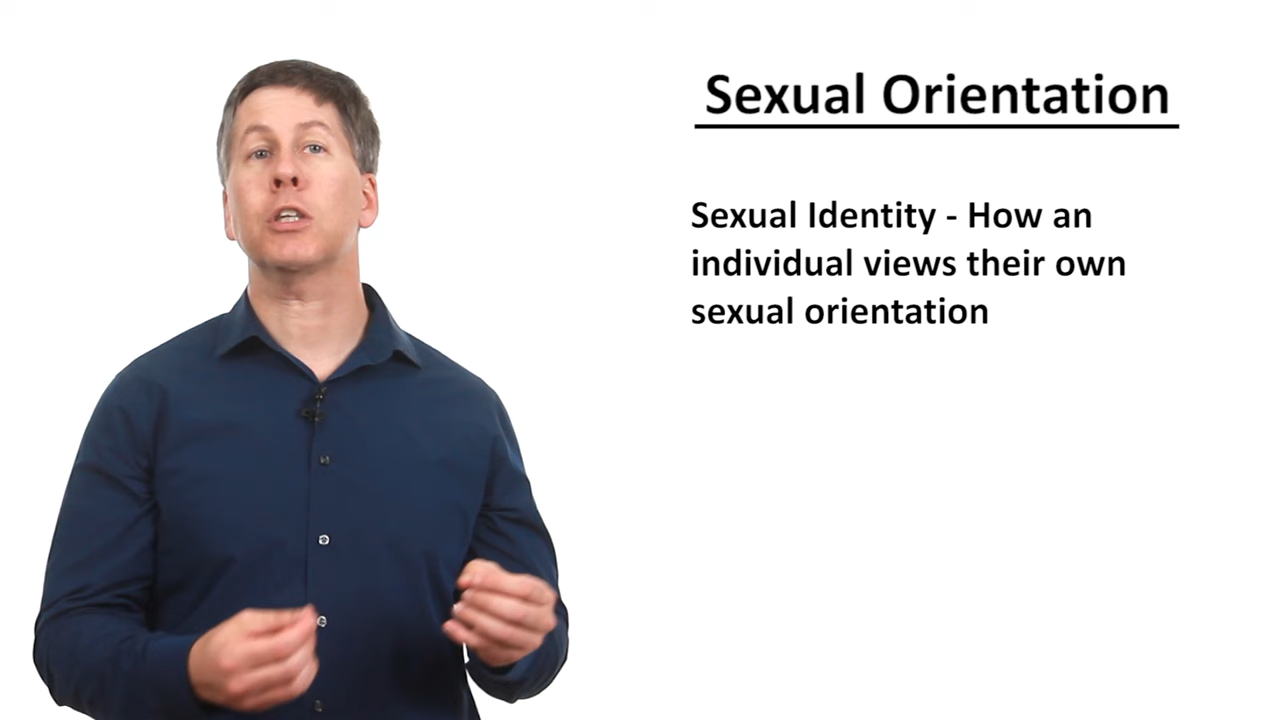 Sexual Orientation
Sexual Identity - How an
individual views their own
sexual orientation